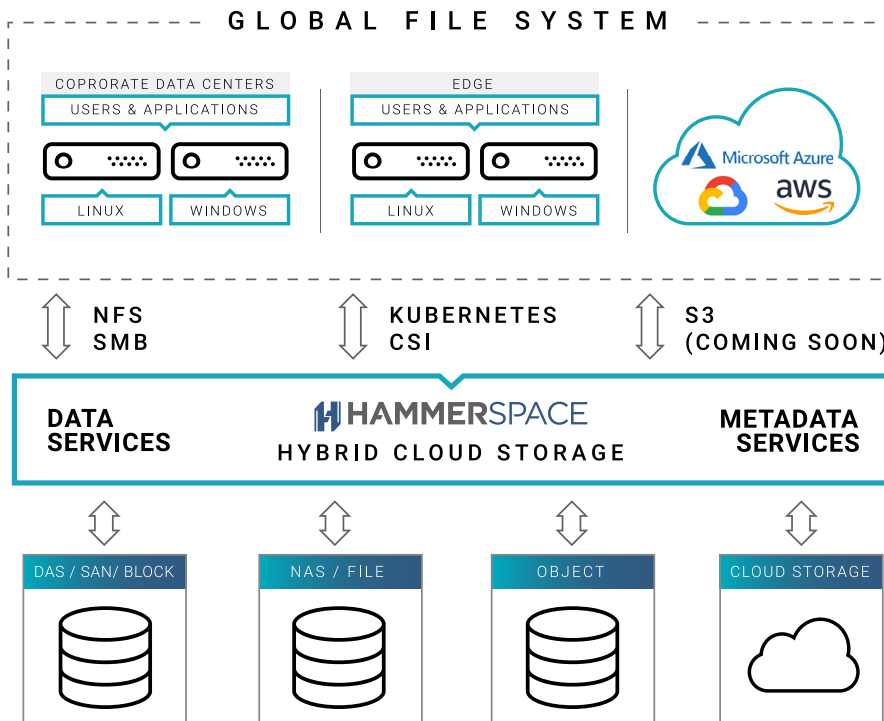 GLOBAL FILE SYSTEM
COPRORATE DATA CENTERS
USERS & APPLICATIONS
LINUX
WINDOWS
EDGE
USERS & APPLICATIONS
LINUX
WINDOWS
Microsoft Azure
aws
NFS
SMB
KUBERNETES
CSI
S3
(COMING SOON)
DATA
SERVICES
HAMMERSPACE
HYBRID CLOUD STORAGE
METADATA
SERVICES
DAS / SAN/ BLOCK
NAS / FILE
OBJECT
CLOUD STORAGE